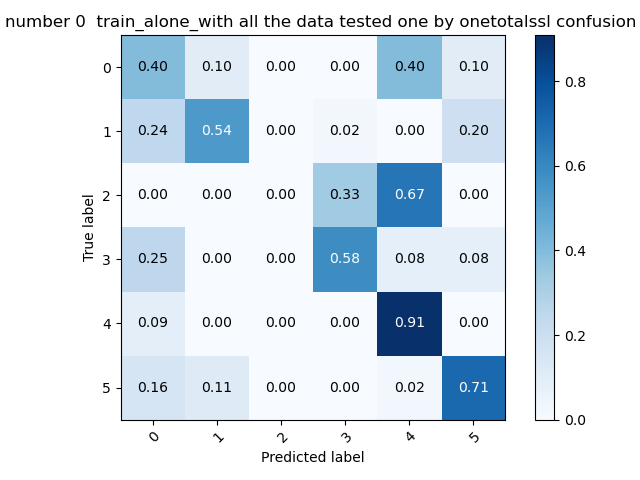 number 0  train_alone_with all the data tested one by onetotalssl confusion
0 0.40 0.10 0.00 0.00 0.40 0.10
1 0.24 0.54 0.00 0.02 0.00 0.20
2 0.00 0.00 0.00 0.33 0.67 0.00
3 0.25 0.00 0.00 0.58 0.08 0.08
4 0.09 0.00 0.00 0.00 0.91 0.00
5 0.16 0.11 0.00 0.00 0.02 0.71
0 1 2 3 4 5
True label
Predicted label
0.8
0.6
0.4
0.2
0.0